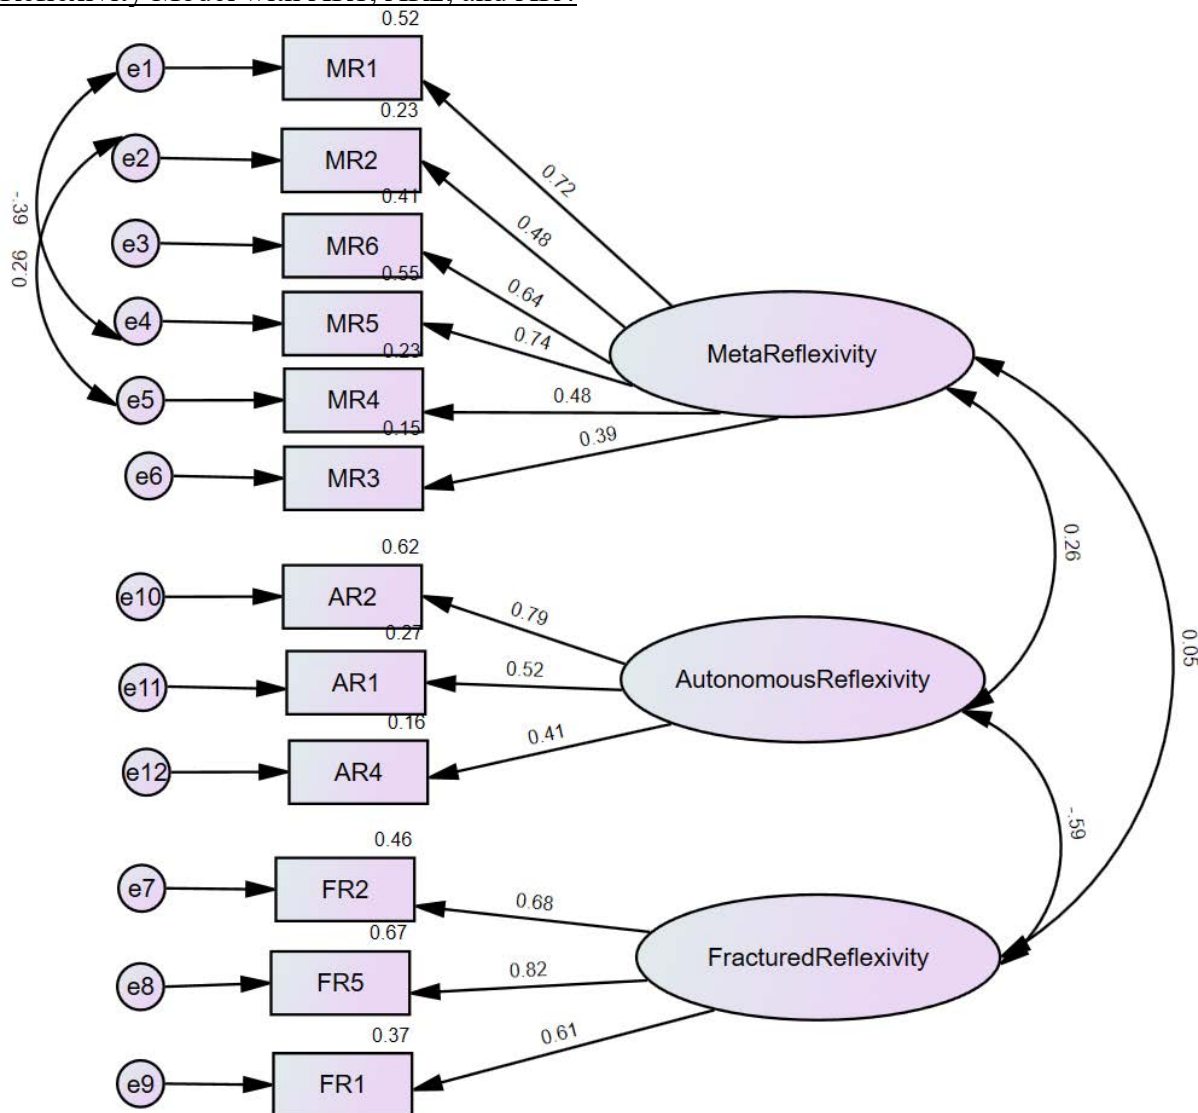 0.52
e1 MR1
0.23
e2 MR2
0.72
0.41
-.39
0.26
0.48
e3 MR6
0.55
0.64
e4 MR5
0.74
0.23
MetaReflexivity
e5 MR4
0.48
0.15
0.39
e6 MR3
0.26
0.62
e10 AR2
0.79
0.27
0.05
e11 AR1
0.52
AutonomousReflexivity
0.16
0.41
e12 AR4
-.59
0.46
e7 FR2
0.68
0.67
FracturedReflexivity
e8 FR5
0.82
0.37
0.61
e9 FR1